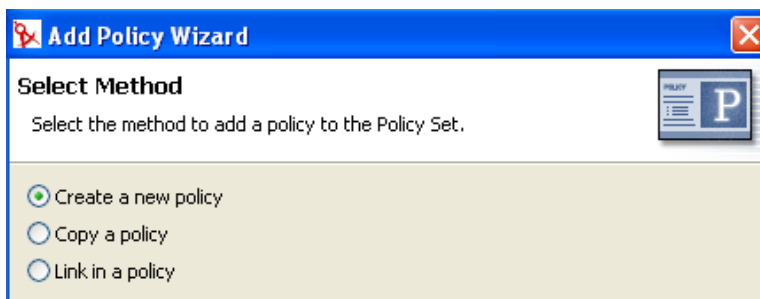 Add Policy Wizard
Select Method
Select the method to add a policy to the Policy Set.
POLICY
P
Create a new policy
Copy a policy
Link in a policy